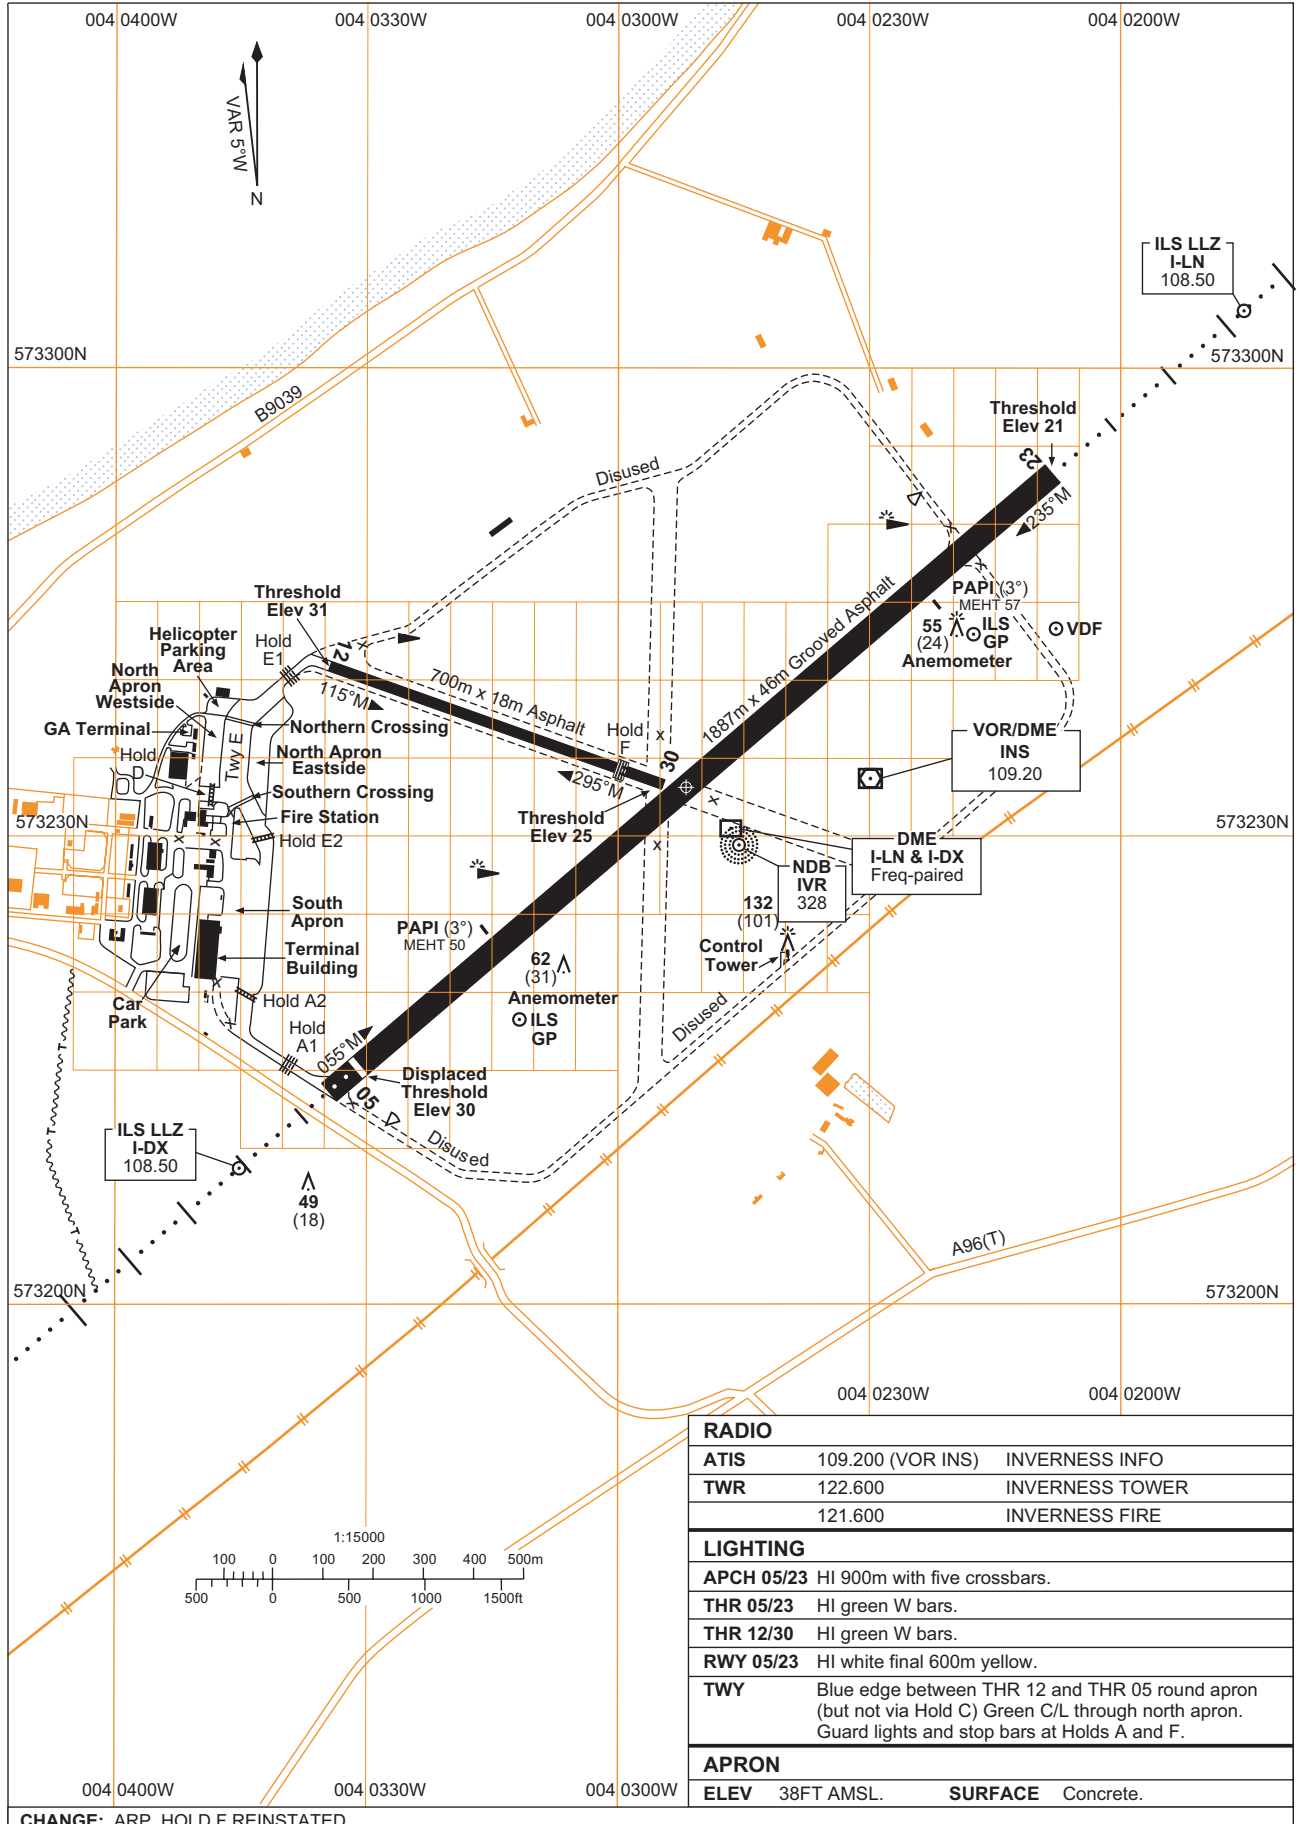 004 0400W 004 0330W 004 0300W 004 0230W 004 0200W
VAR 5°W
N
ILS LLZ
I-LN
108.50
573300N 573300N
B9039
Threshold
Elev 21
Disused
23
235°M
Threshold
Elev 31
PAPI (3°)
MEHT 57
Helicopter
Parking
Area
Hold
E1
12
55
(24)
ILS
GP
VDF
Anemometer
North
Apron
Westside
115°M
700m x 18m Asphalt
1887m x 46m Grooved Asphalt
GA Terminal
Northern Crossing
Hold
F
30
VOR/DME
INS
109.20
Hold
D
Twy E
North Apron
Eastside
295°M
Southern Crossing
Threshold
Elev 25
573230N
Fire Station
573230N
Hold E2
DME
I-LN & I-DX
Freq-paired
NDB
IVR
328
South
Apron
132
(101)
PAPI (3°)
MEHT 50
Control
Tower
Terminal
Building
62
(31)
Anemometer
Car
Park
Hold A2
ILS
GP
Disused
Hold
A1
055°M
Displaced
Threshold
Elev 30
05
Disused
ILS LLZ
I-DX
108.50
T
T
T
49
(18)
A96(T)
573200N 573200N
004 0230W 004 0200W
RADIO
ATIS 109.200 (VOR INS) INVERNESS INFO
TWR 122.600 INVERNESS TOWER
121.600 INVERNESS FIRE
1:15000
100 0 100 200 300 400 500m
500 0 500 1000 1500ft
LIGHTING
APCH 05/23 HI 900m with five crossbars.
THR 05/23 HI green W bars.
THR 12/30 HI green W bars.
RWY 05/23 HI white final 600m yellow.
TWY Blue edge between THR 12 and THR 05 round apron
(but not via Hold C) Green C/L through north apron.
Guard lights and stop bars at Holds A and F.
APRON
ELEV 38FT AMSL. SURFACE Concrete.
004 0400W 004 0330W 004 0300W
CHANGE: ARP. HOLD F REINSTATED